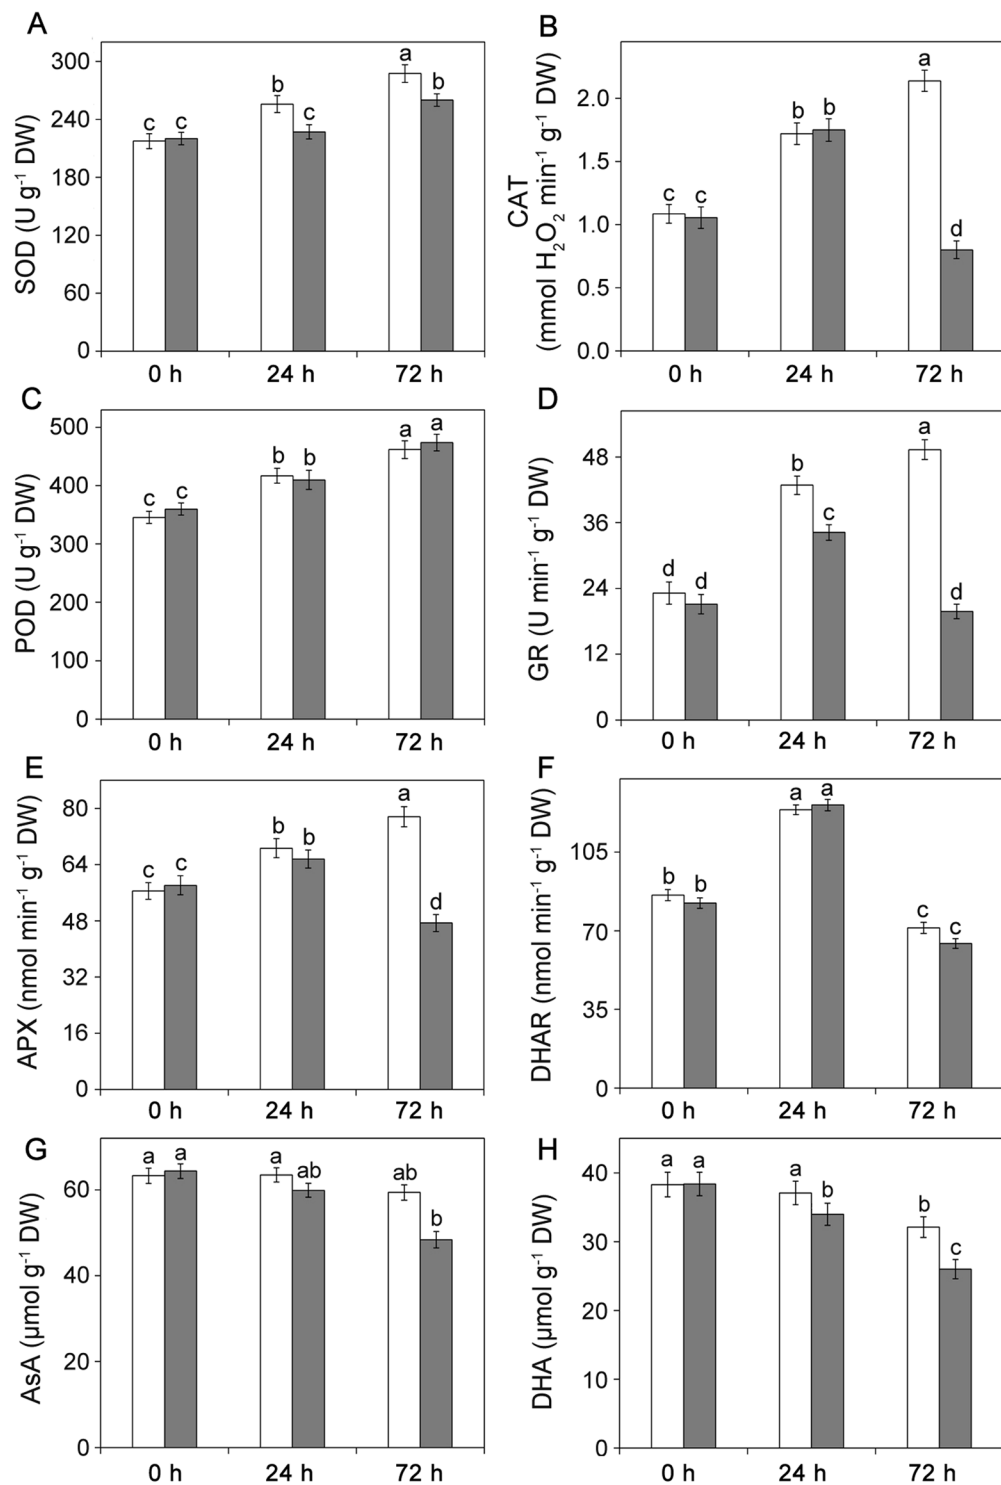 A
SOD (U g⁻¹ DW)
300
240
180
120
60
0
c c b c a b
0 h 24 h 72 h
B
CAT
(mmol H₂O₂ min⁻¹ g⁻¹ DW)
2.0
1.5
1.0
0.5
0.0
c c b b a d
0 h 24 h 72 h
C
POD (U g⁻¹ DW)
500
400
300
200
100
0
c c b b a a
0 h 24 h 72 h
D
GR (U min⁻¹ g⁻¹ DW)
48
36
24
12
0
d d b c a d
0 h 24 h 72 h
E
APX (nmol min⁻¹ g⁻¹ DW)
80
64
48
32
16
0
c c b b a d
0 h 24 h 72 h
F
DHAR (nmol min⁻¹ g⁻¹ DW)
105
70
35
0
b b a a c c
0 h 24 h 72 h
G
AsA (μmol g⁻¹ DW)
60
40
20
0
a a a ab ab b
0 h 24 h 72 h
H
DHA (μmol g⁻¹ DW)
40
30
20
10
0
a a a b b c
0 h 24 h 72 h